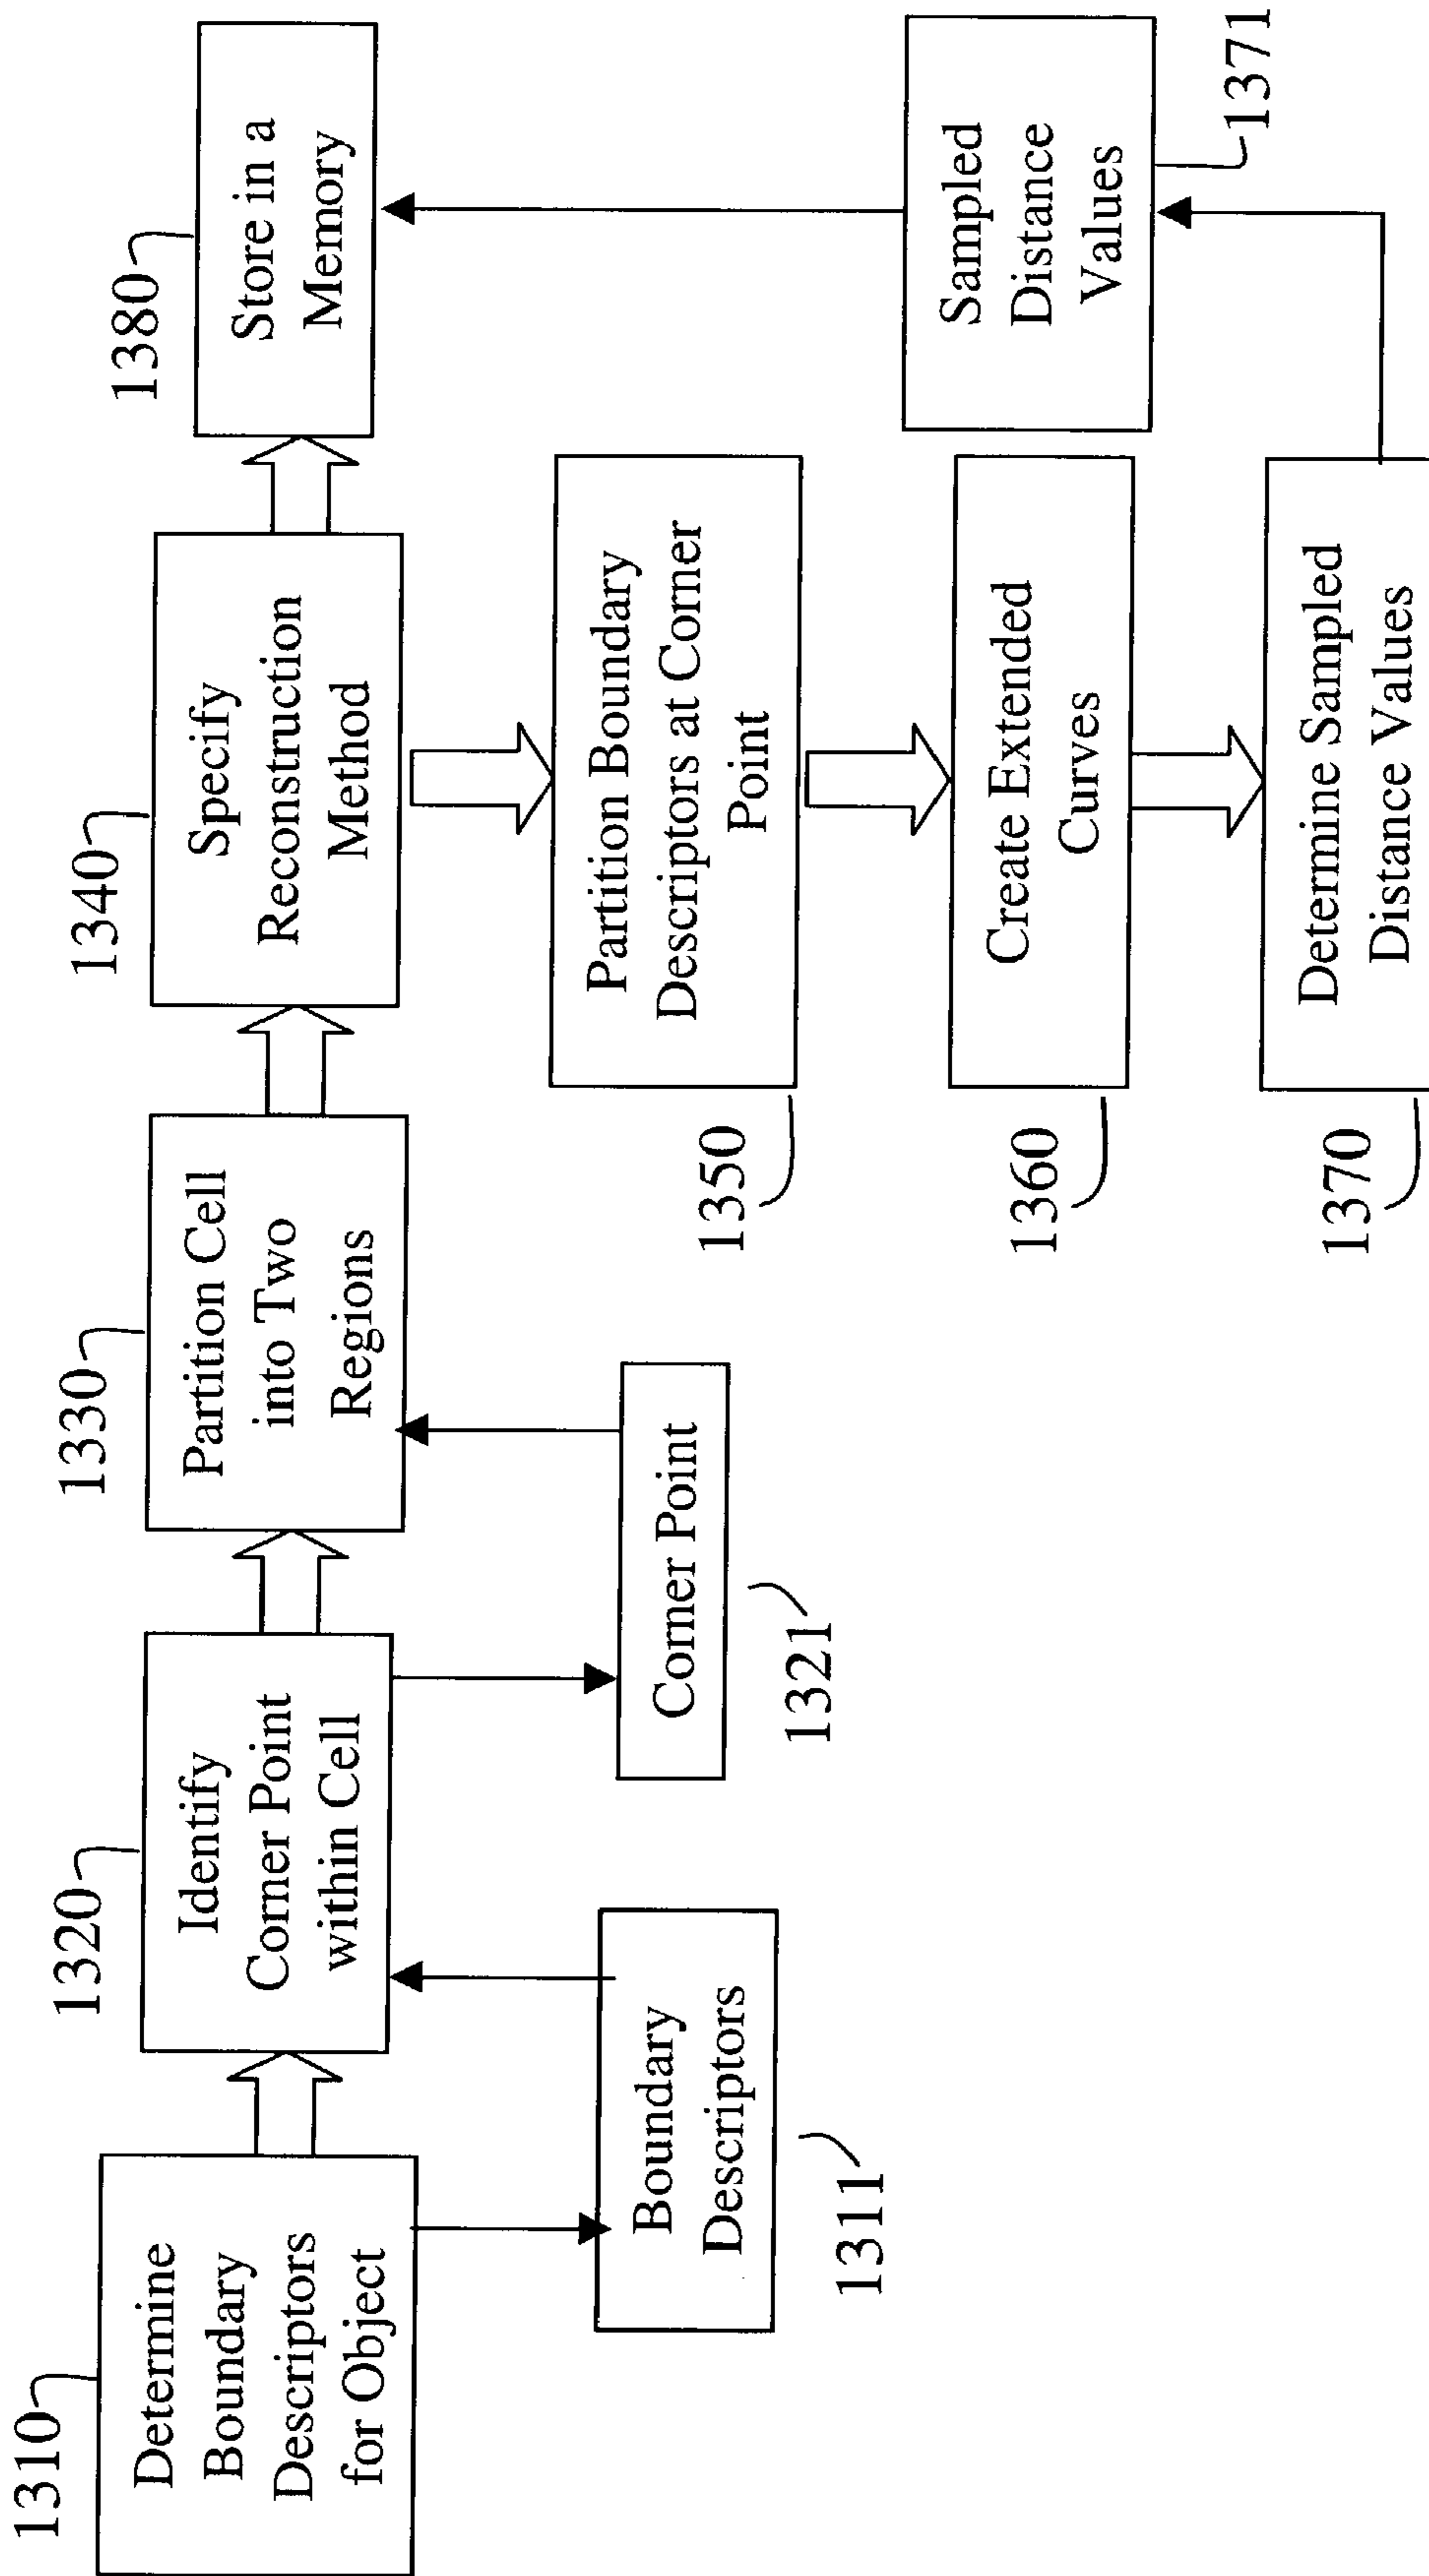 1310
Determine
Boundary
Descriptors
for Object
1311
Boundary
Descriptors
1320
Identify
Corner Point
within Cell
1321
Corner Point
1330
Partition Cell
into Two
Regions
1340
Specify
Reconstruction
Method
1350
Partition Boundary
Descriptors at Corner
Point
1360
Create Extended
Curves
1370
Determine Sampled
Distance Values
1371
Sampled
Distance
Values
1380
Store in a
Memory